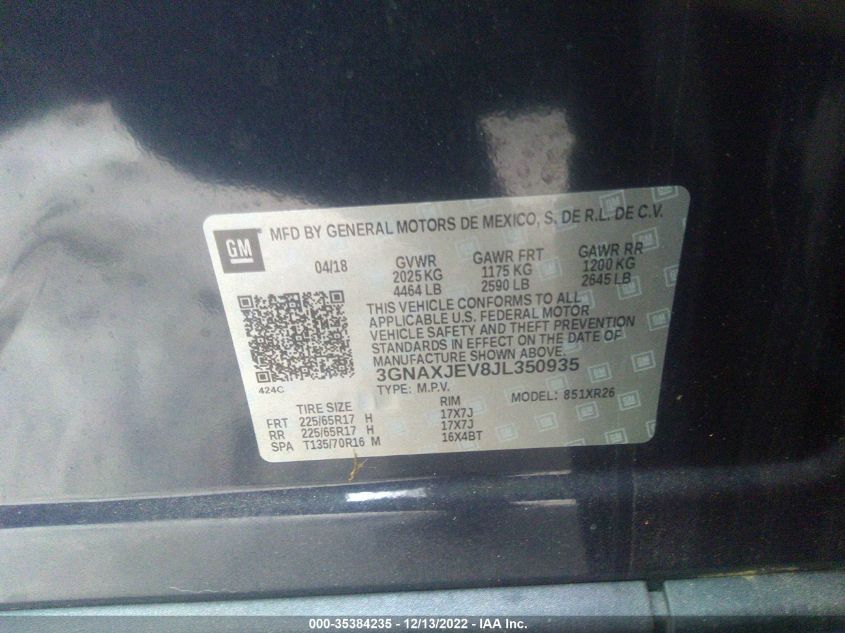 GM
MFD BY GENERAL MOTORS DE MEXICO, S. DE R.L. DE C.V.
04/18
GVWR GAWR FRT GAWR RR
2025 KG 1175 KG 1200 KG
4464 LB 2590 LB 2645 LB
THIS VEHICLE CONFORMS TO ALL
APPLICABLE U.S. FEDERAL MOTOR
VEHICLE SAFETY AND THEFT PREVENTION
STANDARDS IN EFFECT ON THE DATE OF
MANUFACTURE SHOWN ABOVE.
3GNAXJEV8JL350935
424C
TYPE: M.P.V. MODEL: 851XR26
TIRE SIZE RIM
FRT 225/65R17 H 17X7J
RR 225/65R17 H 17X7J
SPA T135/70R16 M 16X4BT
000-35384235 - 12/13/2022 - IAA Inc.